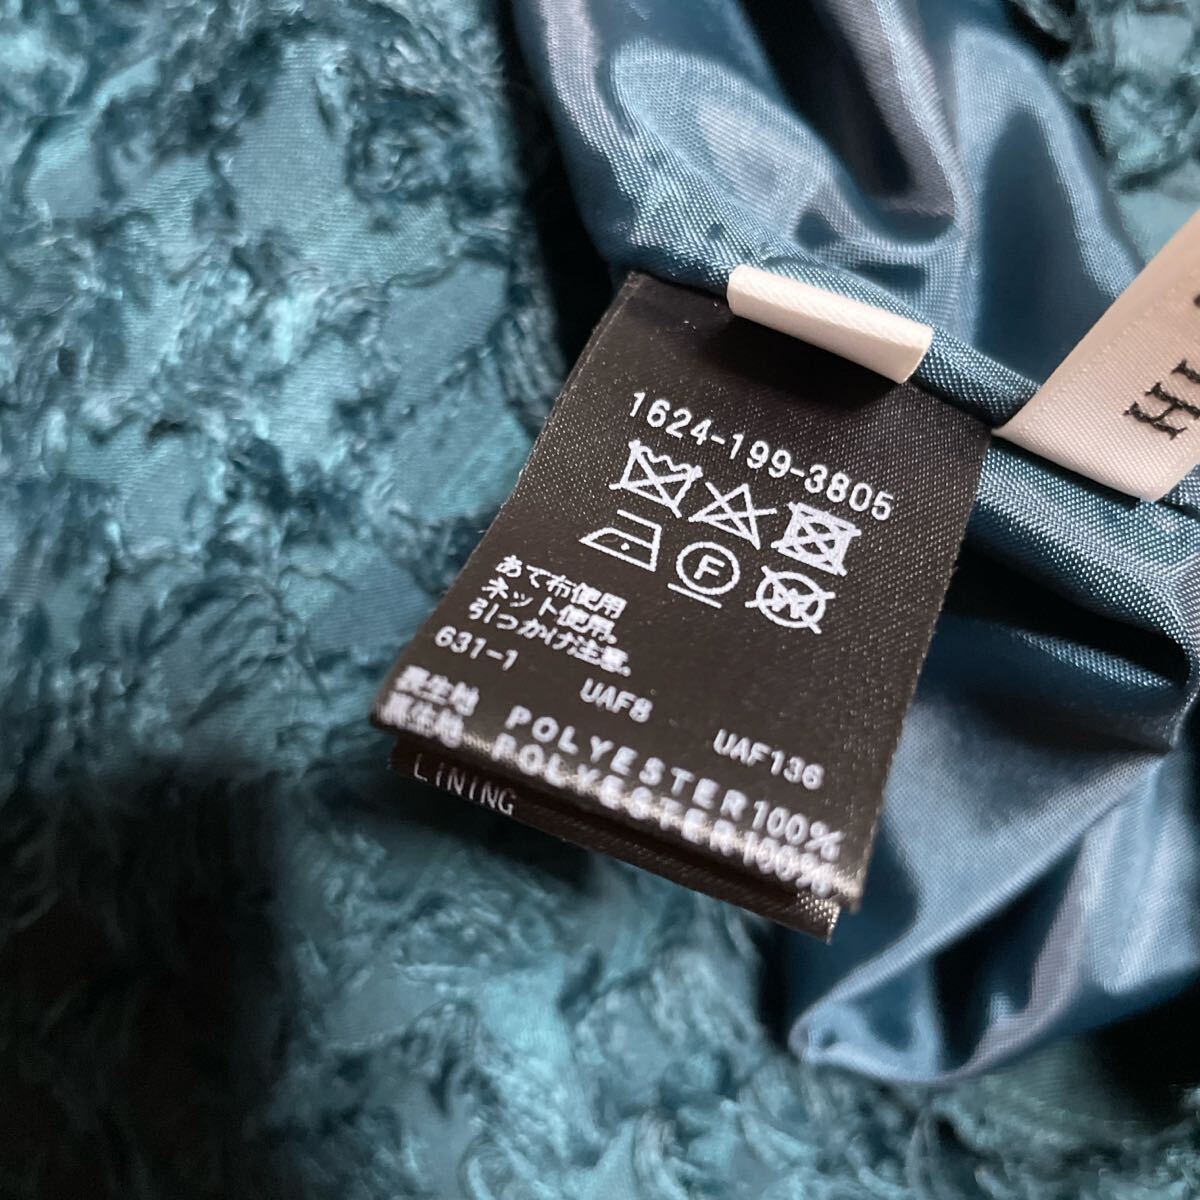 1624-199-3805
F
W
あて布使用
ネット使用。
引っかけ注意。
631-1
UAF8 UAF136
表生地 POLYESTER100%
裏生地 POLYESTER100%
LINING
HI